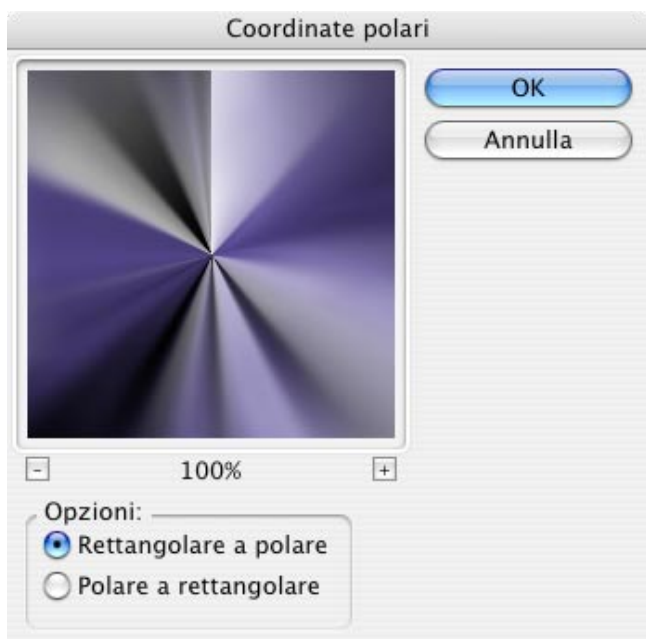 Coordinate polari
OK
Annulla
- 100% +
Opzioni:
Rettangolare a polare
Polare a rettangolare